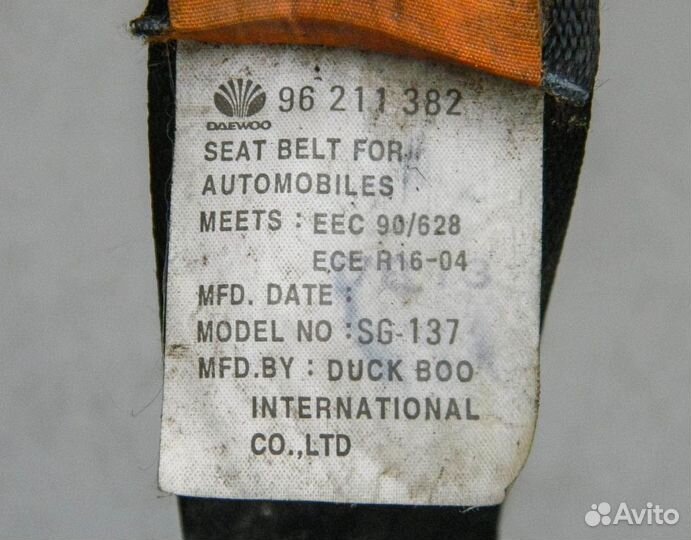 96 211 382
DAEWOO
SEAT BELT FOR
AUTOMOBILES
MEETS : EEC 90/628
ECE R16-04
MFD. DATE :
MODEL NO : SG-137
MFD.BY : DUCK BOO
INTERNATIONAL
CO.,LTD
Avito